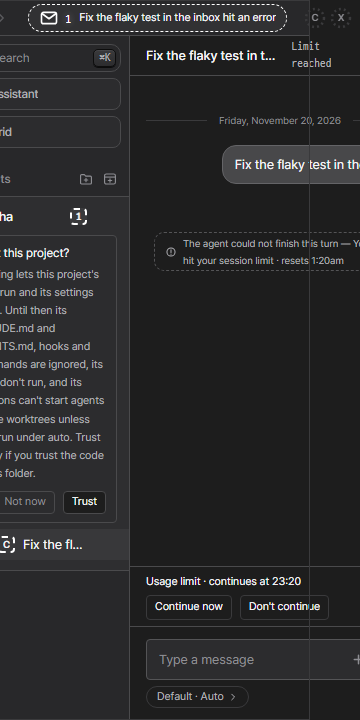 1 Fix the flaky test in the inbox hit an error
C X
earch ⌘K
ssistant
rid
ts
ha 1
t this project?
ing lets this project's
run and its settings
. Until then its
UDE.md and
NTS.md, hooks and
mands are ignored, its
don't run, and its
ons can't start agents
e worktrees unless
run under auto. Trust
y if you trust the code
s folder.
Not now Trust
C Fix the fl...
Fix the flaky test in t... Limit reached
Friday, November 20, 2026
Fix the flaky test in the
The agent could not finish this turn — Yo
hit your session limit · resets 1:20am
Usage limit · continues at 23:20
Continue now Don't continue
Type a message +
Default · Auto >